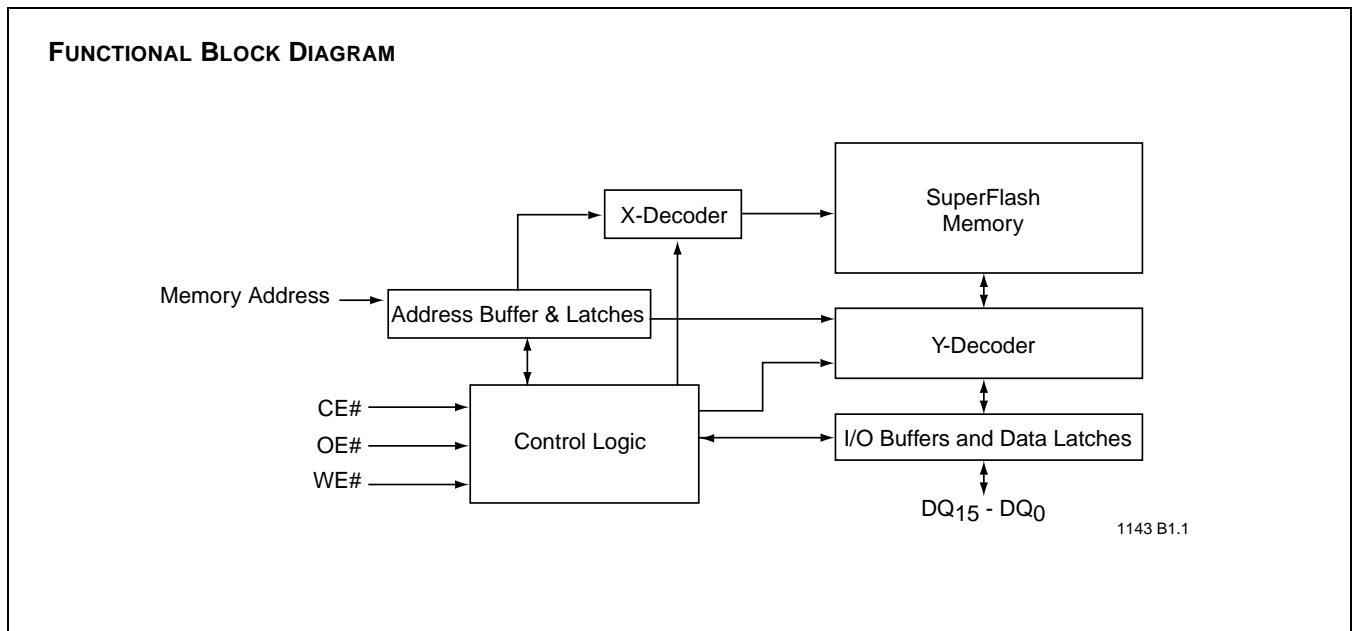 FUNCTIONAL BLOCK DIAGRAM
SuperFlash
Memory
X-Decoder
Memory Address
Address Buffer & Latches
Y-Decoder
CE#
OE#
WE#
Control Logic
I/O Buffers and Data Latches
DQ15 - DQ0
1143 B1.1